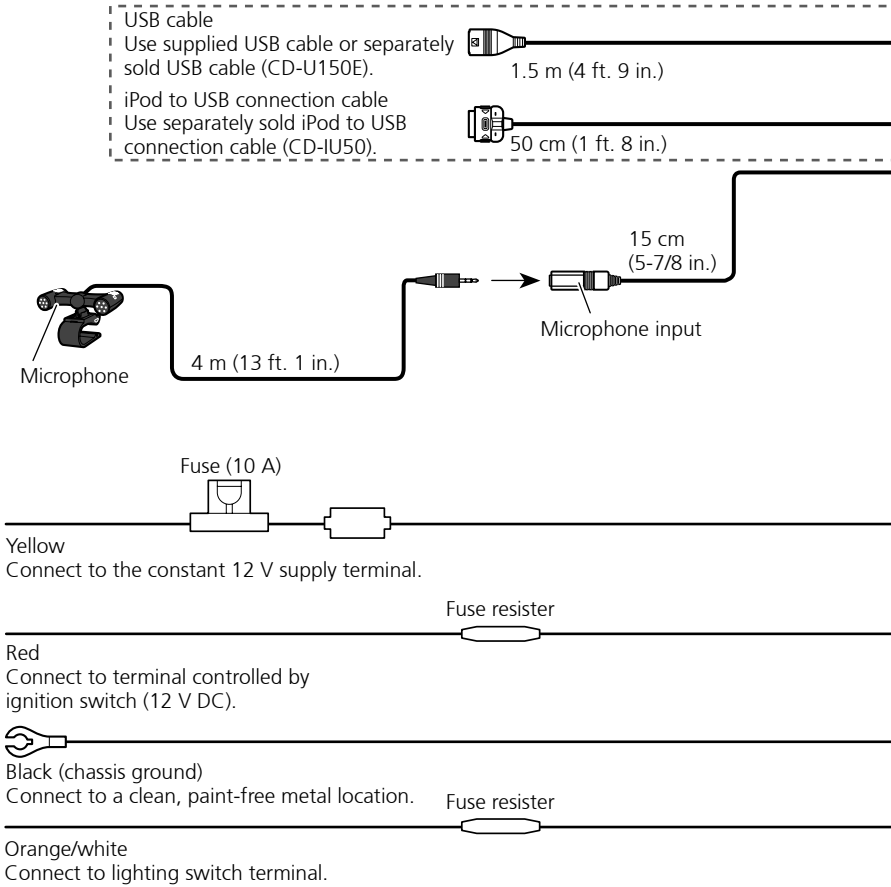 USB cable
Use supplied USB cable or separately
sold USB cable (CD-U150E).
1.5 m (4 ft. 9 in.)
iPod to USB connection cable
Use separately sold iPod to USB
connection cable (CD-IU50).
50 cm (1 ft. 8 in.)
15 cm
(5-7/8 in.)
Microphone input
4 m (13 ft. 1 in.)
Microphone
Fuse (10 A)
Yellow
Connect to the constant 12 V supply terminal.
Fuse resister
Red
Connect to terminal controlled by
ignition switch (12 V DC).
Black (chassis ground)
Connect to a clean, paint-free metal location.
Fuse resister
Orange/white
Connect to lighting switch terminal.